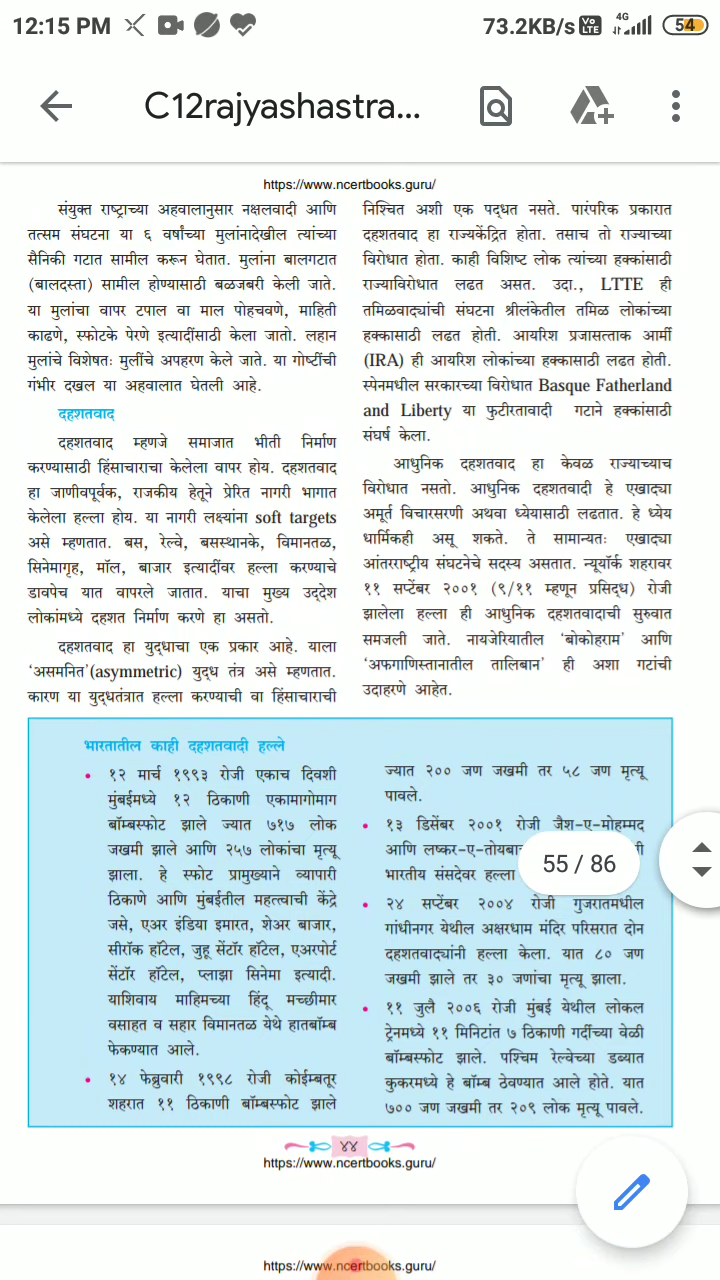 12:15 PM
73.2KB/s Vo LTE 4G 54
C12rajyashastra...
https://www.ncertbooks.guru/
संयुक्त राष्ट्राच्या अहवालानुसार नक्षलवादी आणि
तत्सम संघटना या ६ वर्षांच्या मुलांनादेखील त्यांच्या
सैनिकी गटात सामील करून घेतात. मुलांना बालगटात
(बालदस्ता) सामील होण्यासाठी बळजबरी केली जाते.
या मुलांचा वापर टपाल वा माल पोहचवणे, माहिती
काढणे, स्फोटके पेरणे इत्यादींसाठी केला जातो. लहान
मुलांचे विशेषतः मुलींचे अपहरण केले जाते. या गोष्टींची
गंभीर दखल या अहवालात घेतली आहे.
दहशतवाद
दहशतवाद म्हणजे समाजात भीती निर्माण
करण्यासाठी हिंसाचाराचा केलेला वापर होय. दहशतवाद
हा जाणीवपूर्वक, राजकीय हेतूने प्रेरित नागरी भागात
केलेला हल्ला होय. या नागरी लक्ष्यांना soft targets
असे म्हणतात. बस, रेल्वे, बसस्थानके, विमानतळ,
सिनेमागृह, मॉल, बाजार इत्यादींवर हल्ला करण्याचे
डावपेच यात वापरले जातात. याचा मुख्य उद्देश
लोकांमध्ये दहशत निर्माण करणे हा असतो.
दहशतवाद हा युद्धाचा एक प्रकार आहे. याला
‘असमनित’(asymmetric) युद्ध तंत्र असे म्हणतात.
कारण या युद्धतंत्रात हल्ला करण्याची वा हिंसाचाराची
निश्चित अशी एक पद्धत नसते. पारंपरिक प्रकारात
दहशतवाद हा राज्यकेंद्रित होता. तसाच तो राज्याच्या
विरोधात होता. काही विशिष्ट लोक त्यांच्या हक्कांसाठी
राज्याविरोधात लढत असत. उदा., LTTE ही
तमिळवाद्यांची संघटना श्रीलंकेतील तमिळ लोकांच्या
हक्कासाठी लढत होती. आयरिश प्रजासत्ताक आर्मी
(IRA) ही आयरिश लोकांच्या हक्कासाठी लढत होती.
स्पेनमधील सरकारच्या विरोधात Basque Fatherland
and Liberty या फुटीरतावादी गटाने हक्कांसाठी
संघर्ष केला.
आधुनिक दहशतवाद हा केवळ राज्याच्याच
विरोधात नसतो. आधुनिक दहशतवादी हे एखाद्या
अमूर्त विचारसरणी अथवा ध्येयासाठी लढतात. हे ध्येय
धार्मिकही असू शकते. ते सामान्यतः एखाद्या
आंतरराष्ट्रीय संघटनेचे सदस्य असतात. न्यूयॉर्क शहरावर
११ सप्टेंबर २००१ (९/११ म्हणून प्रसिद्ध) रोजी
झालेला हल्ला ही आधुनिक दहशतवादाची सुरुवात
समजली जाते. नायजेरियातील ‘बोकोहराम’ आणि
‘अफगाणिस्तानातील तालिबान’ ही अशा गटांची
उदाहरणे आहेत.
भारतातील काही दहशतवादी हल्ले
• १२ मार्च १९९३ रोजी एकाच दिवशी
मुंबईमध्ये १२ ठिकाणी एकामागोमाग
बॉम्बस्फोट झाले ज्यात ७१७ लोक
जखमी झाले आणि २५७ लोकांचा मृत्यू
झाला. हे स्फोट प्रामुख्याने व्यापारी
ठिकाणे आणि मुंबईतील महत्वाची केंद्रे
जसे, एअर इंडिया इमारत, शेअर बाजार,
सीरॉक हॉटेल, जुहू सेंटॉर हॉटेल, एअरपोर्ट
सेंटॉर हॉटेल, प्लाझा सिनेमा इत्यादी.
याशिवाय माहिमच्या हिंदू मच्छीमार
वसाहत व सहार विमानतळ येथे हातबॉम्ब
फेकण्यात आले.
• १४ फेब्रुवारी १९९८ रोजी कोईम्बतूर
शहरात ११ ठिकाणी बॉम्बस्फोट झाले
ज्यात २०० जण जखमी तर ५८ जण मृत्यू
पावले.
• १३ डिसेंबर २००१ रोजी जैश-ए-मोहम्मद
आणि लष्कर-ए-तोयबा
भारतीय संसदेवर हल्ला
• २४ सप्टेंबर २००४ रोजी गुजरातमधील
गांधीनगर येथील अक्षरधाम मंदिर परिसरात दोन
दहशतवाद्यांनी हल्ला केला. यात ८० जण
जखमी झाले तर ३० जणांचा मृत्यू झाला.
• ११ जुलै २००६ रोजी मुंबई येथील लोकल
ट्रेनमध्ये ११ मिनिटांत ७ ठिकाणी गर्दीच्या वेळी
बॉम्बस्फोट झाले. पश्चिम रेल्वेच्या डब्यात
कुकरमध्ये हे बॉम्ब ठेवण्यात आले होते. यात
७०० जण जखमी तर २०९ लोक मृत्यू पावले.
55 / 86
४४
https://www.ncertbooks.guru/
https://www.ncertbooks.guru/